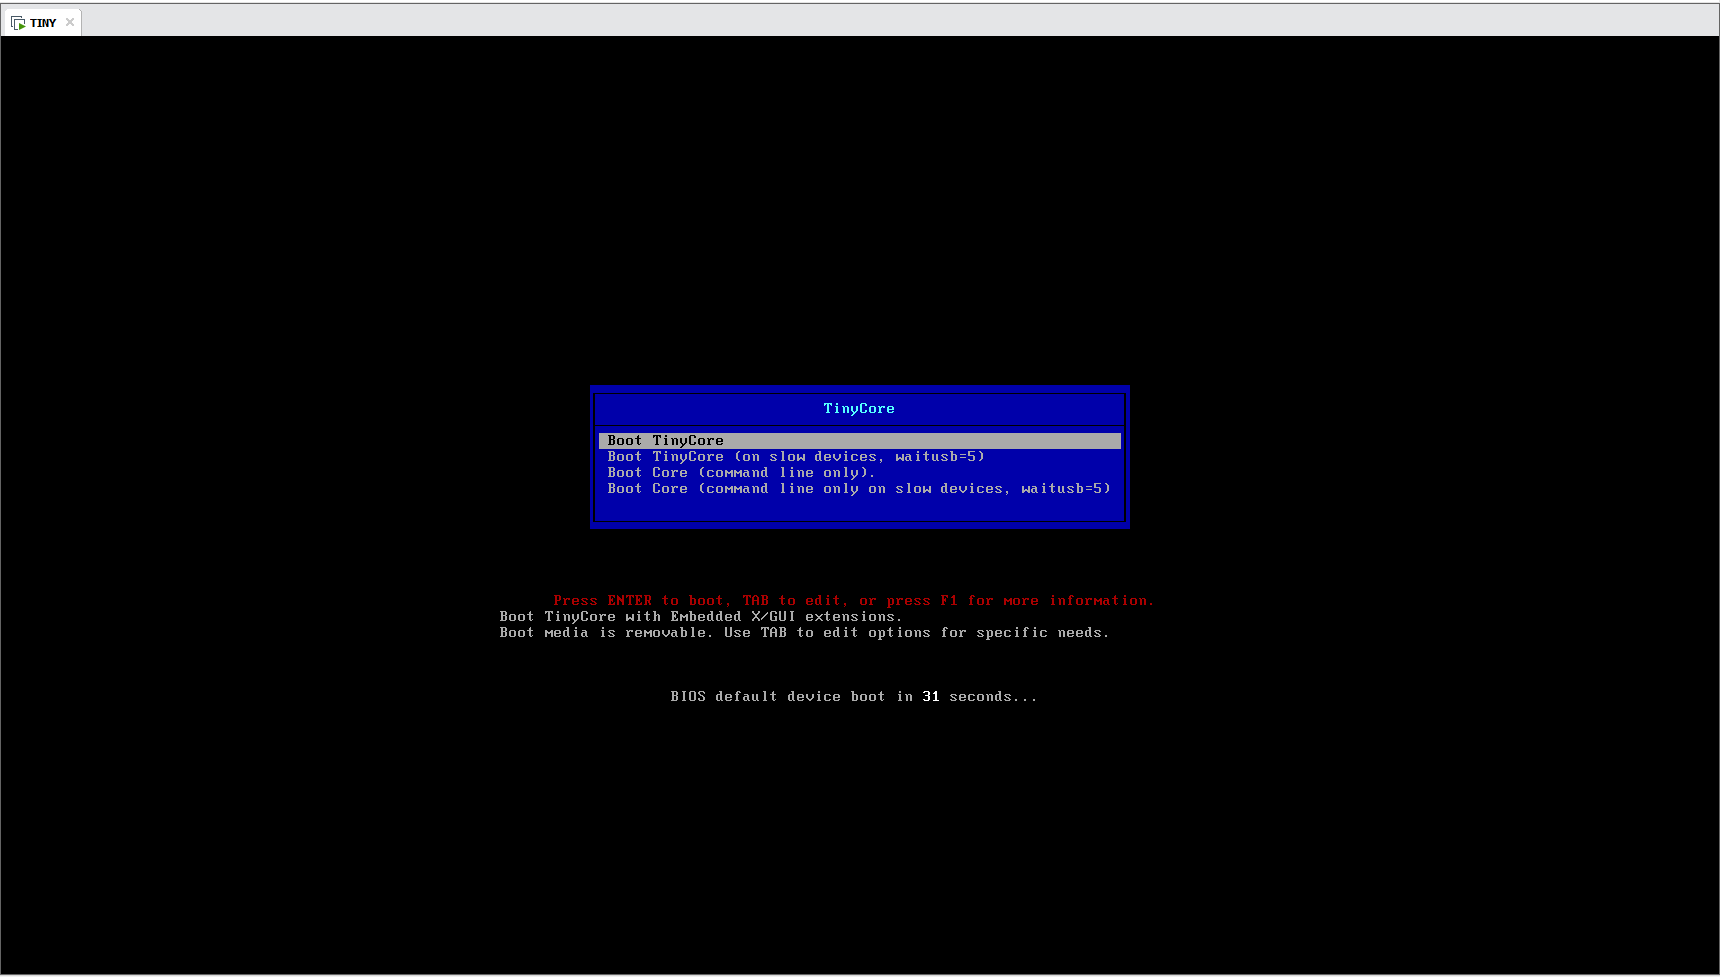 TINY
TinyCore
Boot TinyCore
Boot TinyCore (on slow devices, waitusb=5)
Boot Core (command line only).
Boot Core (command line only on slow devices, waitusb=5)
Press ENTER to boot, TAB to edit, or press F1 for more information.
Boot TinyCore with Embedded X/GUI extensions.
Boot media is removable. Use TAB to edit options for specific needs.
BIOS default device boot in 31 seconds...